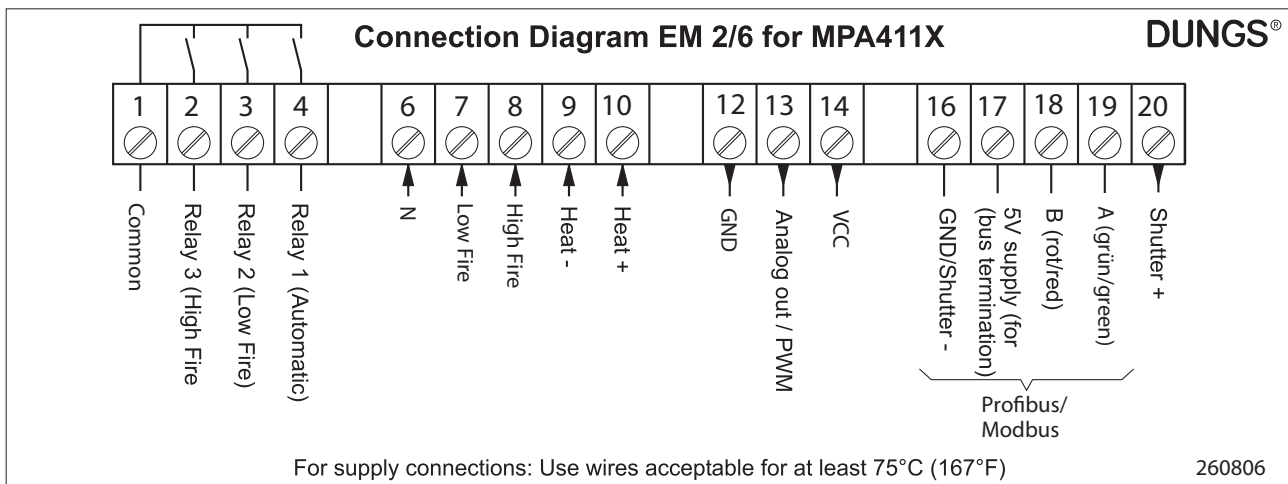 Connection Diagram EM 2/6 for MPA411X
DUNGS®
1 2 3 4 6 7 8 9 10 12 13 14 16 17 18 19 20
Common
Relay 3 (High Fire
Relay 2 (Low Fire)
Relay 1 (Automatic)
N
Low Fire
High Fire
Heat -
Heat +
GND
Analog out / PWM
VCC
GND/Shutter -
5V supply (for
bus termination)
B (rot/red)
A (grün/green)
Shutter +
Profibus/
Modbus
For supply connections: Use wires acceptable for at least 75°C (167°F)
260806